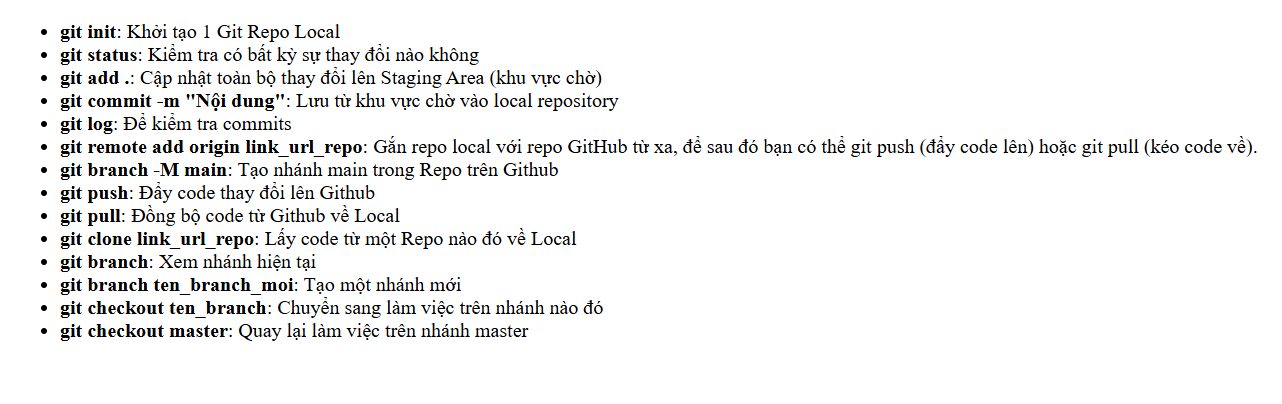 • git init: Khởi tạo 1 Git Repo Local
• git status: Kiểm tra có bất kỳ sự thay đổi nào không
• git add .: Cập nhật toàn bộ thay đổi lên Staging Area (khu vực chờ)
• git commit -m "Nội dung": Lưu từ khu vực chờ vào local repository
• git log: Để kiểm tra commits
• git remote add origin link_url_repo: Gắn repo local với repo GitHub từ xa, để sau đó bạn có thể git push (đẩy code lên) hoặc git pull (kéo code về).
• git branch -M main: Tạo nhánh main trong Repo trên Github
• git push: Đẩy code thay đổi lên Github
• git pull: Đồng bộ code từ Github về Local
• git clone link_url_repo: Lấy code từ một Repo nào đó về Local
• git branch: Xem nhánh hiện tại
• git branch ten_branch_moi: Tạo một nhánh mới
• git checkout ten_branch: Chuyển sang làm việc trên nhánh nào đó
• git checkout master: Quay lại làm việc trên nhánh master